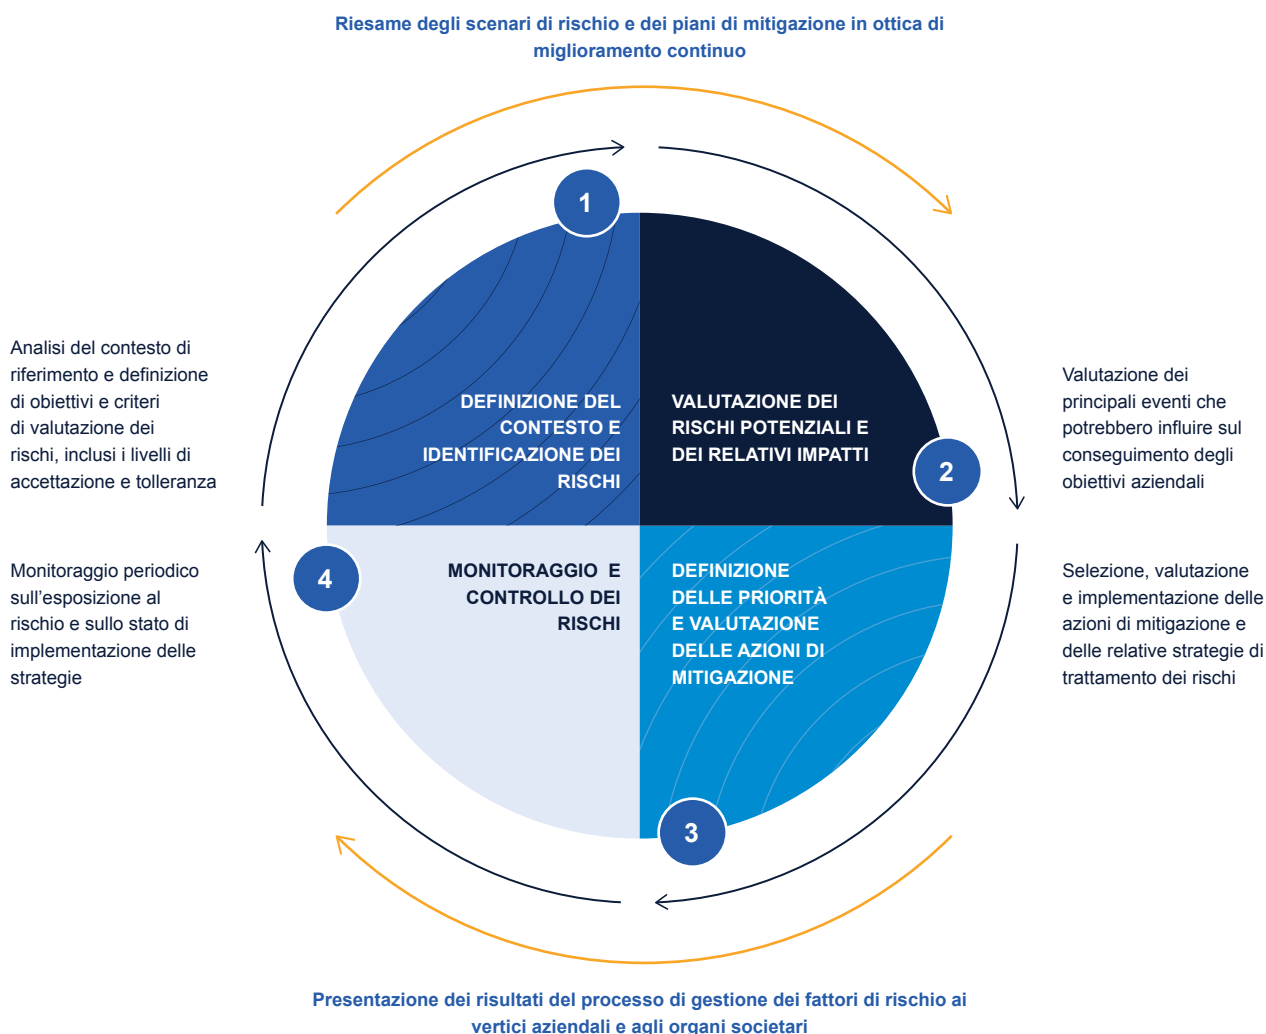 Riesame degli scenari di rischio e dei piani di mitigazione in ottica di
miglioramento continuo
1
Analisi del contesto di
riferimento e definizione
di obiettivi e criteri
di valutazione dei
rischi, inclusi i livelli di
accettazione e tolleranza
DEFINIZIONE DEL
CONTESTO E
IDENTIFICAZIONE DEI
RISCHI
VALUTAZIONE DEI
RISCHI POTENZIALI E
DEI RELATIVI IMPATTI
2
Valutazione dei
principali eventi che
potrebbero influire sul
conseguimento degli
obiettivi aziendali
Monitoraggio periodico
sull’esposizione al
rischio e sullo stato di
implementazione delle
strategie
4
MONITORAGGIO E
CONTROLLO DEI
RISCHI
DEFINIZIONE
DELLE PRIORITÀ
E VALUTAZIONE
DELLE AZIONI DI
MITIGAZIONE
Selezione, valutazione
e implementazione delle
azioni di mitigazione e
delle relative strategie di
trattamento dei rischi
3
Presentazione dei risultati del processo di gestione dei fattori di rischio ai
vertici aziendali e agli organi societari